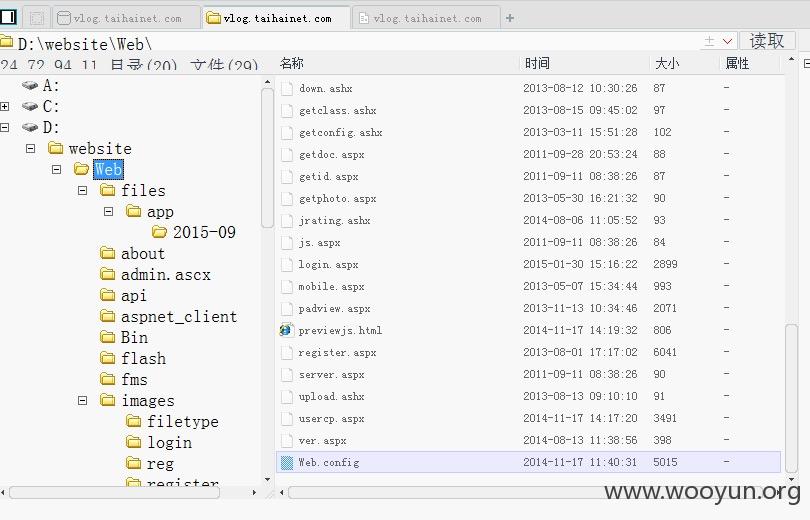 vlog.taihainet.com
vlog.taihainet.com
vlog.taihainet.com
D:\website\Web\
读取
目录(20) 文件(29)
名称 时间 大小 属性
A:
C:
D:
website
Web
files
app
2015-09
about
admin.ascx
api
aspnet_client
Bin
flash
fms
images
filetype
login
reg
register
down.ashx 2013-08-12 10:30:26 87 -
getclass.ashx 2013-08-15 09:45:02 97 -
getconfig.ashx 2013-03-11 15:51:28 102 -
getdoc.aspx 2011-09-28 20:53:24 88 -
getid.aspx 2011-09-11 08:38:26 87 -
getphoto.aspx 2013-05-30 16:21:32 90 -
jrating.ashx 2014-08-06 11:05:52 93 -
js.aspx 2011-09-11 08:38:26 84 -
login.aspx 2015-01-30 15:16:22 2899 -
mobile.aspx 2013-05-07 15:34:44 993 -
padview.aspx 2013-11-13 10:34:46 2071 -
previewjs.html 2014-11-17 14:19:32 806 -
register.aspx 2013-08-01 17:17:02 6041 -
server.aspx 2011-09-11 08:38:26 90 -
upload.ashx 2013-08-13 09:10:10 91 -
usercp.aspx 2014-11-17 14:17:20 3491 -
ver.aspx 2014-08-13 11:38:56 398 -
Web.config 2014-11-17 11:40:31 5015 -
www.wooyun.org